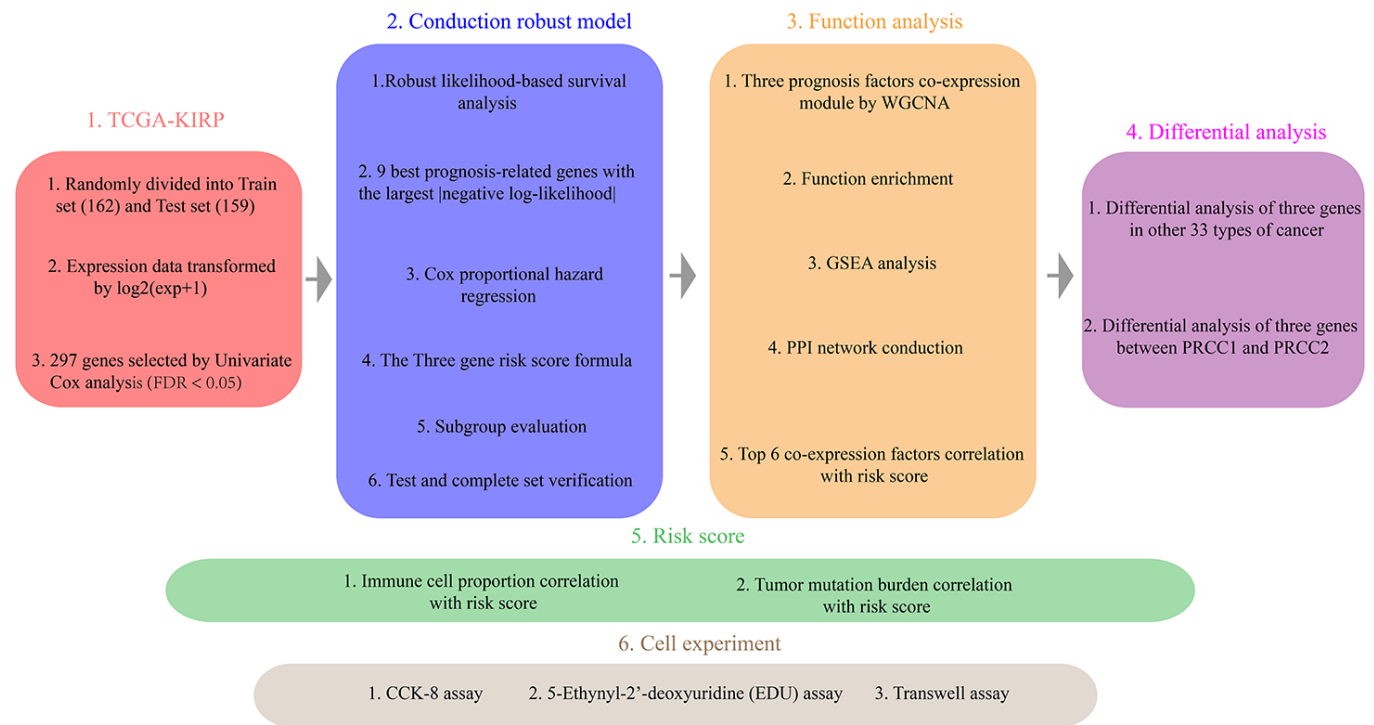 1. TCGA-KIRP
1. Randomly divided into Train
set (162) and Test set (159)
2. Expression data transformed
by log2(exp+1)
3. 297 genes selected by Univariate
Cox analysis (FDR < 0.05)
2. Conduction robust model
1.Robust likelihood-based survival
analysis
2. 9 best prognosis-related genes with
the largest |negative log-likelihood|
3. Cox proportional hazard
regression
4. The Three gene risk score formula
5. Subgroup evaluation
6. Test and complete set verification
3. Function analysis
1. Three prognosis factors co-expression
module by WGCNA
2. Function enrichment
3. GSEA analysis
4. PPI network conduction
5. Top 6 co-expression factors correlation
with risk score
4. Differential analysis
1. Differential analysis of three genes
in other 33 types of cancer
2. Differential analysis of three genes
between PRCC1 and PRCC2
5. Risk score
1. Immune cell proportion correlation
with risk score
2. Tumor mutation burden correlation
with risk score
6. Cell experiment
1. CCK-8 assay
2. 5-Ethynyl-2’-deoxyuridine (EDU) assay
3. Transwell assay